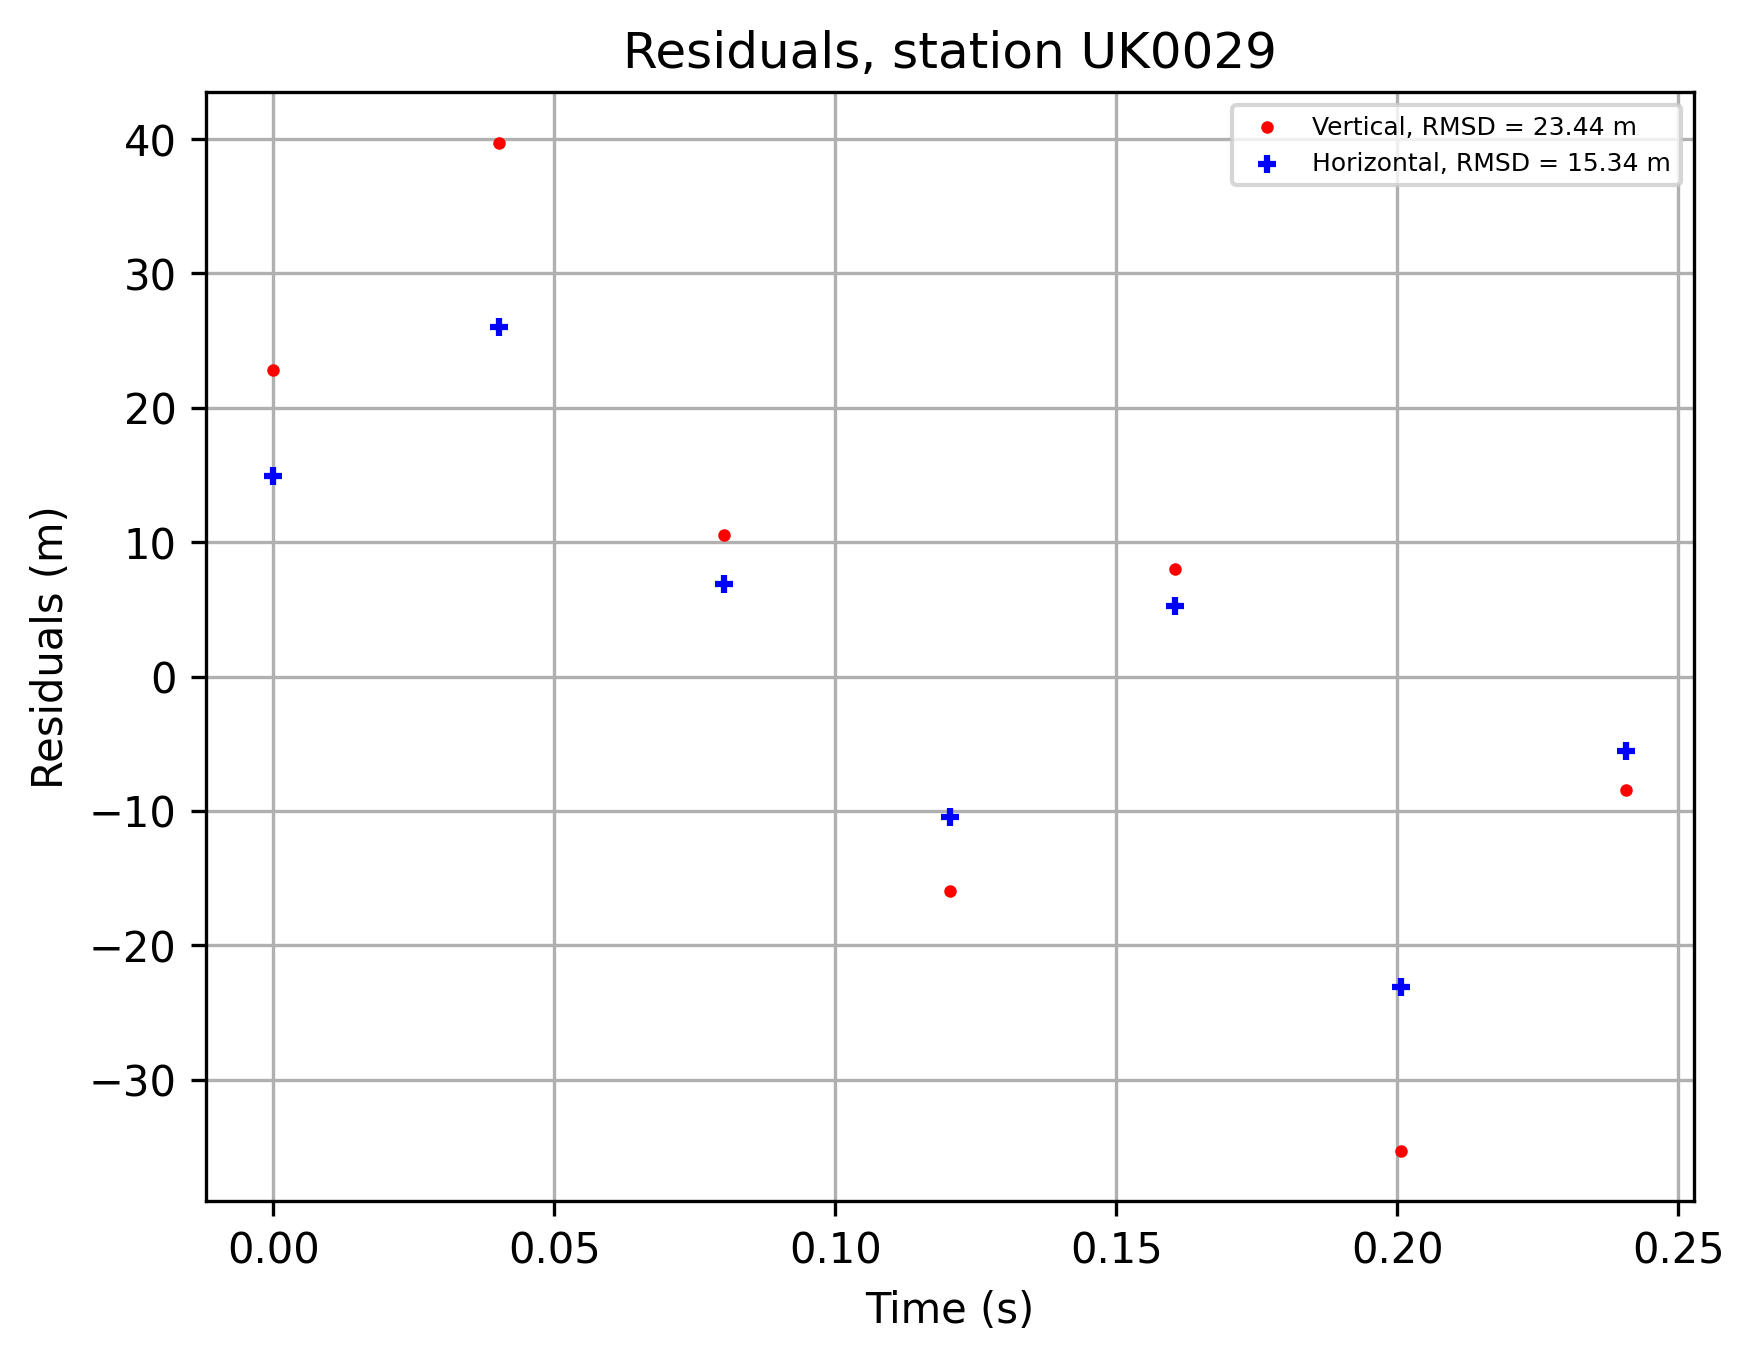 Residuals, station UK0029
Vertical, RMSD = 23.44 m
Horizontal, RMSD = 15.34 m
40
30
20
10
0
−10
−20
−30
Residuals (m)
0.00 0.05 0.10 0.15 0.20 0.25
Time (s)